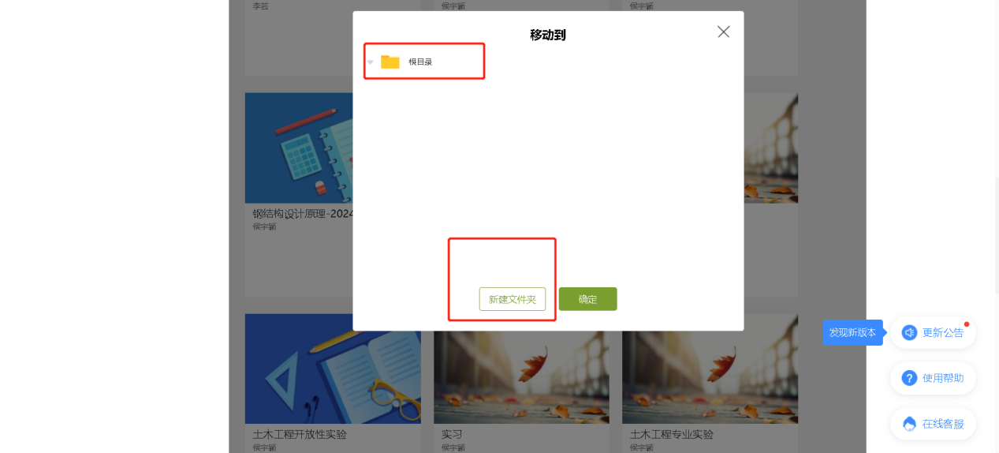 李芸
侯宇颖
侯宇颖
移动到
根目录
钢结构设计原理-2024
侯宇颖
新建文件夹
确定
发现新版本
更新公告
使用帮助
在线客服
土木工程开放性实验
实习
土木工程专业实验
侯宇颖
侯宇颖
侯宇颖